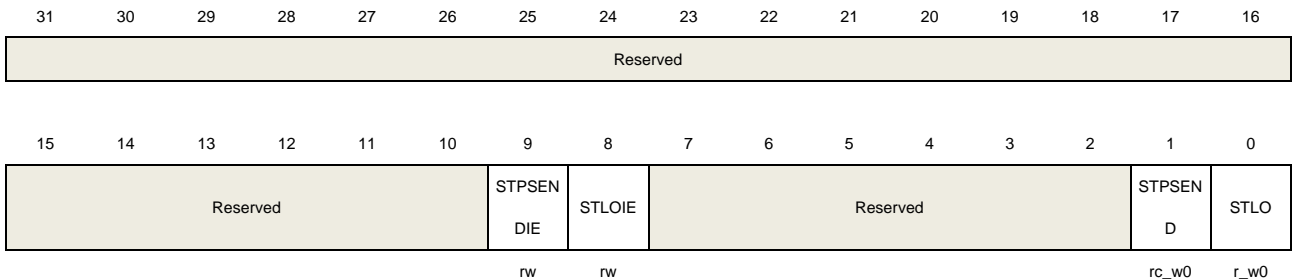 31 30 29 28 27 26 25 24 23 22 21 20 19 18 17 16
Reserved
15 14 13 12 11 10 9 8 7 6 5 4 3 2 1 0
Reserved
STPSEN
DIE
STLOIE
Reserved
STPSEN
D
STLO
rw rw rc_w0 r_w0